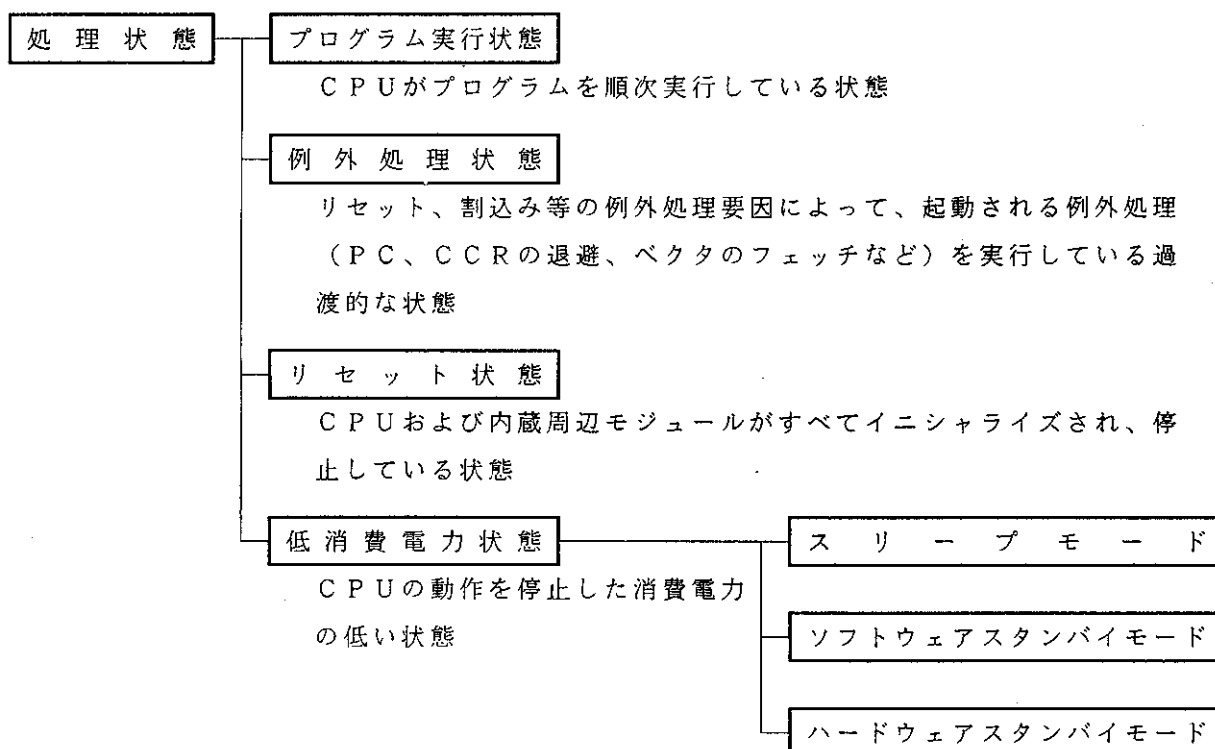 処理状態
プログラム実行状態
CPUがプログラムを順次実行している状態
例外処理状態
リセット、割込み等の例外処理要因によって、起動される例外処理
(PC、CCRの退避、ベクタのフェッチなど)を実行している過
渡的な状態
リセット状態
CPUおよび内蔵周辺モジュールがすべてイニシャライズされ、停
止している状態
低消費電力状態
スリープモード
CPUの動作を停止した消費電力
の低い状態
ソフトウェアスタンバイモード
ハードウェアスタンバイモード